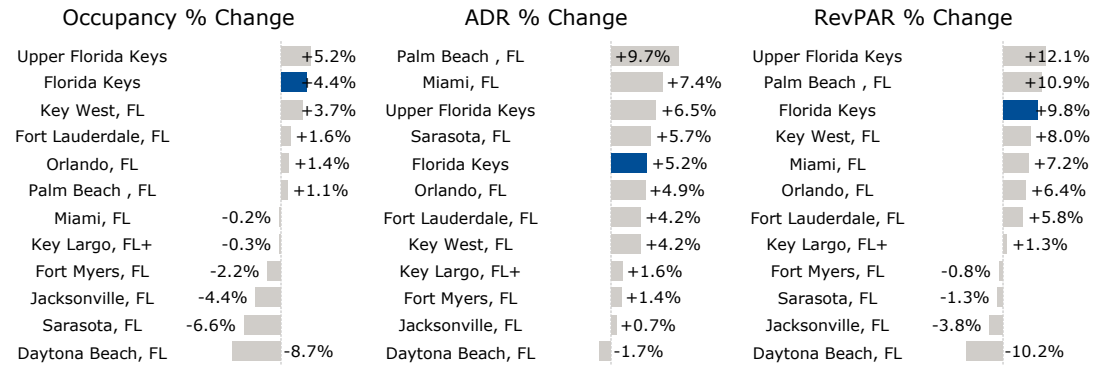 Occupancy % Change
Upper Florida Keys +5.2%
Florida Keys +4.4%
Key West, FL +3.7%
Fort Lauderdale, FL +1.6%
Orlando, FL +1.4%
Palm Beach , FL +1.1%
Miami, FL -0.2%
Key Largo, FL+ -0.3%
Fort Myers, FL -2.2%
Jacksonville, FL -4.4%
Sarasota, FL -6.6%
Daytona Beach, FL -8.7%
ADR % Change
Palm Beach , FL +9.7%
Miami, FL +7.4%
Upper Florida Keys +6.5%
Sarasota, FL +5.7%
Florida Keys +5.2%
Orlando, FL +4.9%
Fort Lauderdale, FL +4.2%
Key West, FL +4.2%
Key Largo, FL+ +1.6%
Fort Myers, FL +1.4%
Jacksonville, FL +0.7%
Daytona Beach, FL -1.7%
RevPAR % Change
Upper Florida Keys +12.1%
Palm Beach , FL +10.9%
Florida Keys +9.8%
Key West, FL +8.0%
Miami, FL +7.2%
Orlando, FL +6.4%
Fort Lauderdale, FL +5.8%
Key Largo, FL+ +1.3%
Fort Myers, FL -0.8%
Sarasota, FL -1.3%
Jacksonville, FL -3.8%
Daytona Beach, FL -10.2%